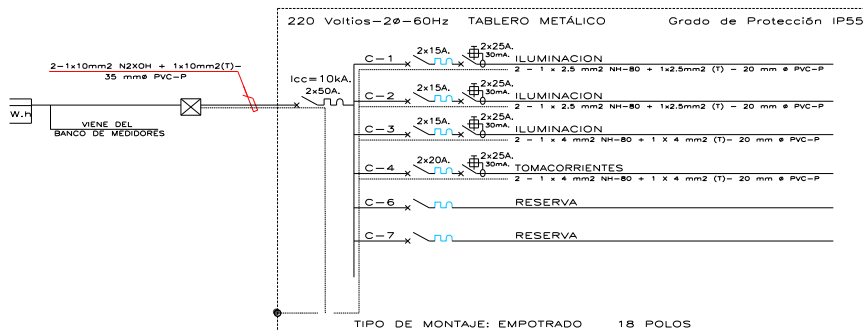 220 Voltios-2ø-60Hz TABLERO METÁLICO Grado de Protección IP55
2-1x10mm2 N2XOH + 1x10mm2(T)-
35 mmø PVC-P
W.h
VIENE DEL
BANCO DE MEDIDORES
Icc=10kA.
2x50A.
C-1 2x15A. 2x25A.
30mA.
ILUMINACION
2 - 1 x 2.5 mm2 NH-80 + 1x2.5mm2 (T) - 20 mm ø PVC-P
C-2 2x15A. 2x25A.
30mA.
ILUMINACION
2 - 1 x 2.5 mm2 NH-80 + 1x2.5mm2 (T) - 20 mm ø PVC-P
C-3 2x15A. 2x25A.
30mA.
ILUMINACION
2 - 1 x 4 mm2 NH-80 + 1 X 4 mm2 (T)- 20 mm ø PVC-P
C-4 2x20A. 2x25A.
30mA.
TOMACORRIENTES
2 - 1 x 4 mm2 NH-80 + 1 X 4 mm2 (T)- 20 mm ø PVC-P
C-6 RESERVA
C-7 RESERVA
TIPO DE MONTAJE: EMPOTRADO 18 POLOS